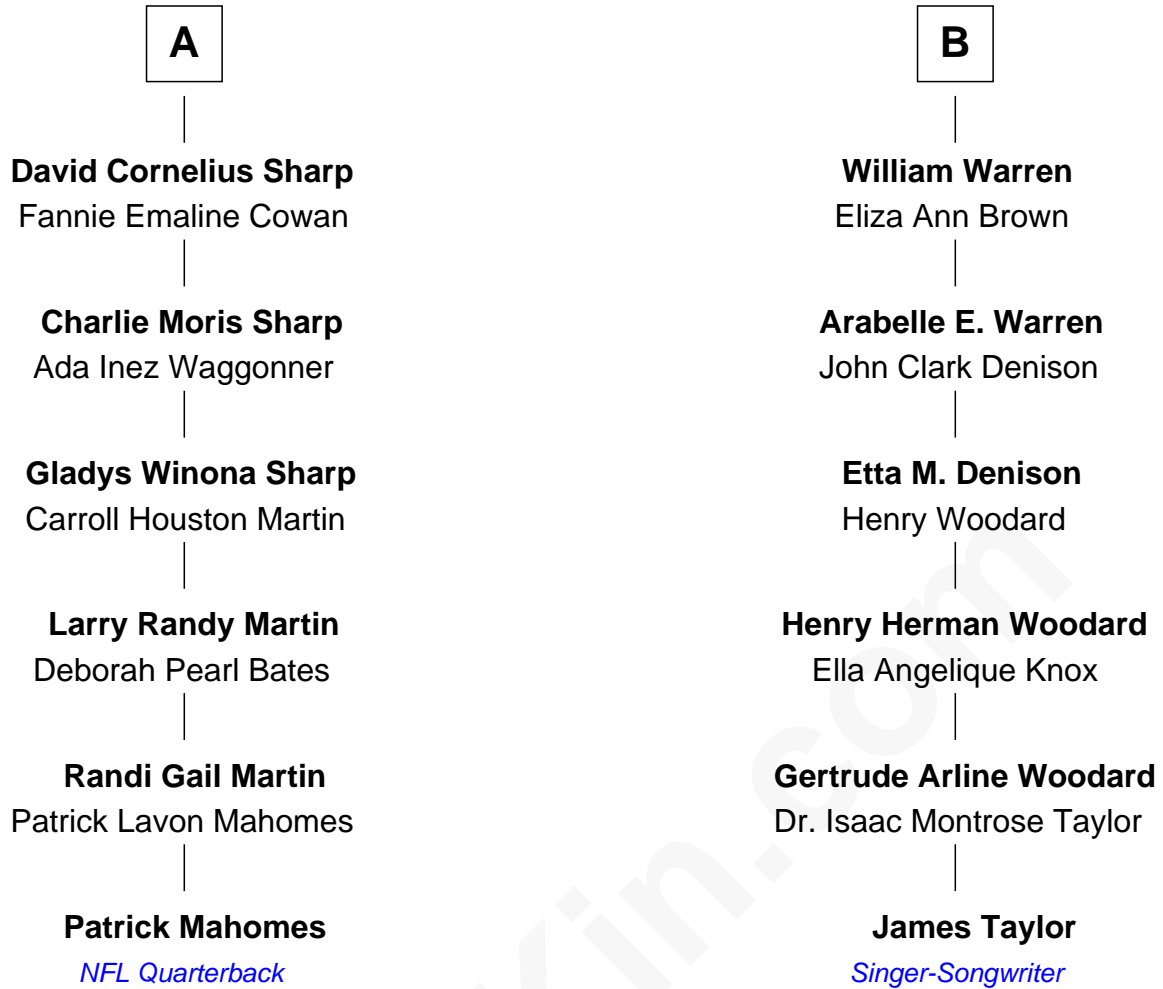 A
David Cornelius Sharp
Fannie Emaline Cowan
Charlie Moris Sharp
Ada Inez Waggonner
Gladys Winona Sharp
Carroll Houston Martin
Larry Randy Martin
Deborah Pearl Bates
Randi Gail Martin
Patrick Lavon Mahomes
Patrick Mahomes
NFL Quarterback
B
William Warren
Eliza Ann Brown
Arabelle E. Warren
John Clark Denison
Etta M. Denison
Henry Woodard
Henry Herman Woodard
Ella Angelique Knox
Gertrude Arline Woodard
Dr. Isaac Montrose Taylor
James Taylor
Singer-Songwriter
Kin.com